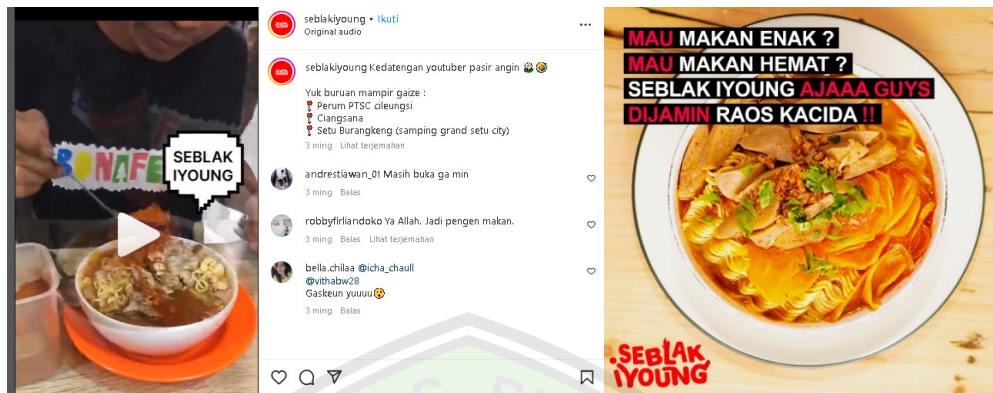 BONAFE
SEBLAK
IYOUNG
seblakiyoung • Ikuti
Original audio
seblakiyoung Kedatengan youtuber pasir angin
Yuk buruan mampir gaize :
Perum PTSC cileungsi
Ciangsana
Setu Burangkeng (samping grand setu city)
3 ming Lihat terjemahan
andrestiawan_01 Masih buka ga min
3 ming Balas
robbyfirliandoko Ya Allah. Jadi pengen makan.
3 ming Balas Lihat terjemahan
bella.chilaa @icha_chaull
@vithabw28
Gaskeun yuuuu
3 ming Balas
MAU MAKAN ENAK ?
MAU MAKAN HEMAT ?
SEBLAK IYOUNG AJAAA GUYS
DIJAMIN RAOS KACIDA !!
SEBLAK
IYOUNG